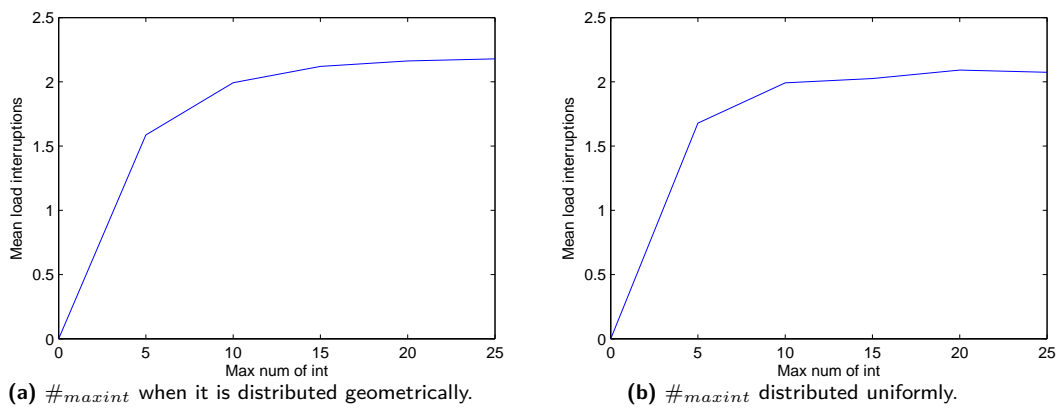 2.5
2
1.5
1
0.5
0
Mean load interruptions
0 5 10 15 20 25
Max num of int
(a) #maxint when it is distributed geometrically.
2.5
2
1.5
1
0.5
0
Mean load interruptions
0 5 10 15 20 25
Max num of int
(b) #maxint distributed uniformly.